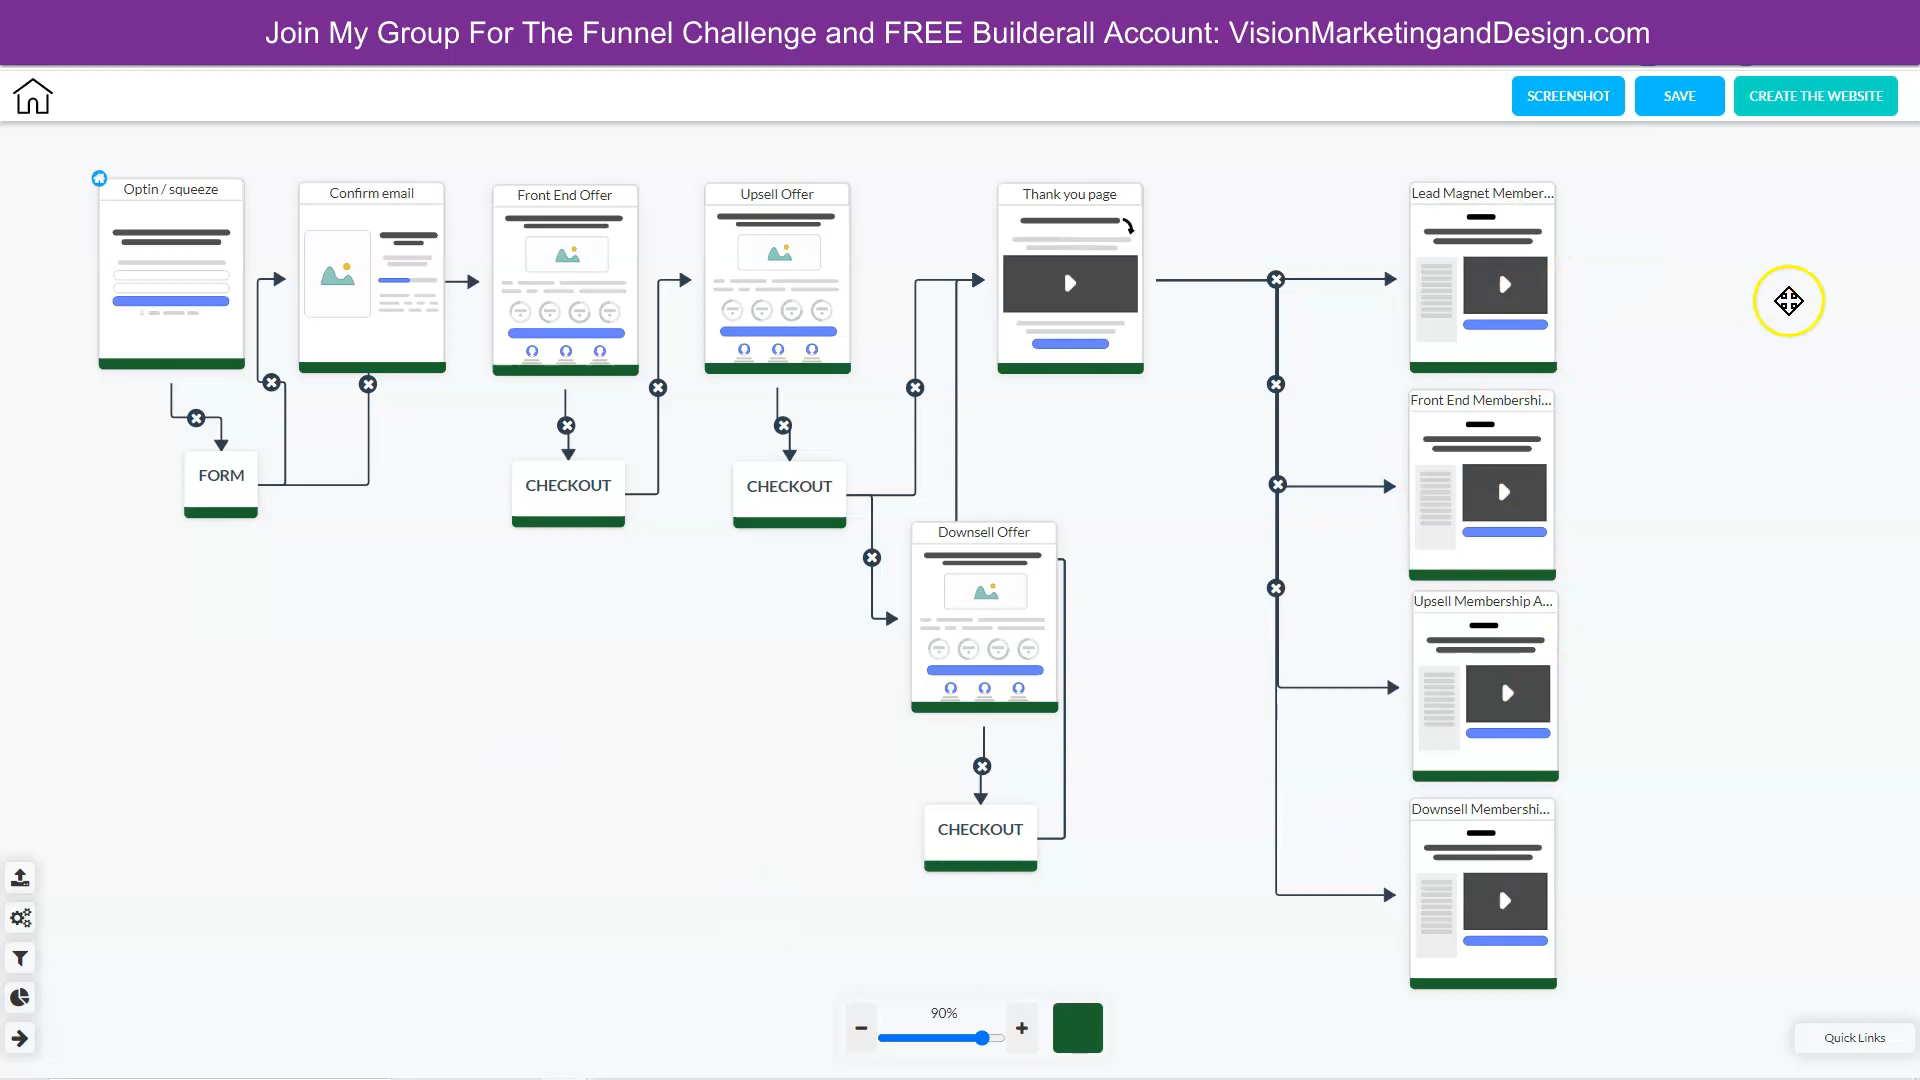 Join My Group For The Funnel Challenge and FREE Builderall Account: VisionMarketingandDesign.com
SCREENSHOT
SAVE
CREATE THE WEBSITE
Optin / squeeze
Confirm email
Front End Offer
Upsell Offer
Thank you page
Lead Magnet Member...
Front End Membershi...
FORM
CHECKOUT
CHECKOUT
Downsell Offer
Upsell Membership A...
Downsell Membershi...
CHECKOUT
90%
Quick Links